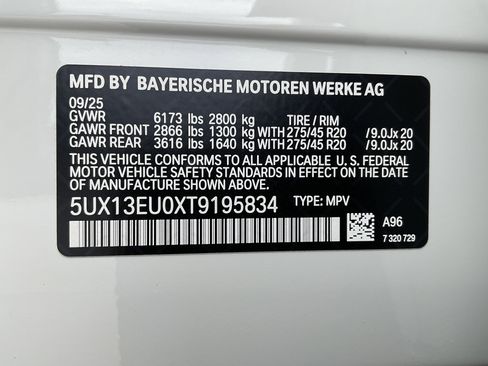 MFD BY BAYERISCHE MOTOREN WERKE AG
09/25
GVWR 6173 lbs 2800 kg TIRE / RIM
GAWR FRONT 2866 lbs 1300 kg WITH 275/45 R20 / 9.0Jx 20
GAWR REAR 3616 lbs 1640 kg WITH 275/45 R20 / 9.0Jx 20
THIS VEHICLE CONFORMS TO ALL APPLICABLE U. S. FEDERAL
MOTOR VEHICLE SAFETY STANDARDS IN EFFECT ON THE DATE
OF MANUFACTURE SHOWN ABOVE.
5UX13EU0XT9195834 TYPE: MPV
A96
7 320 729